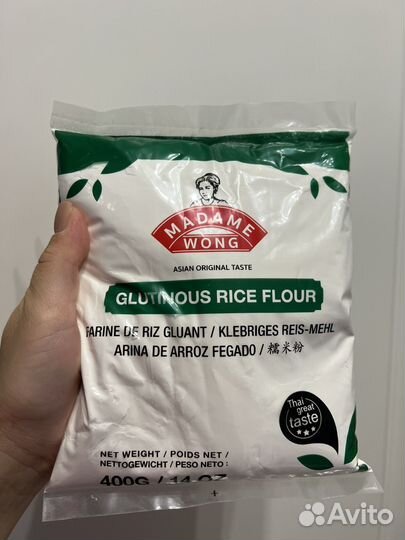 MADAME
WONG
ASIAN ORIGINAL TASTE
GLUTINOUS RICE FLOUR
FARINE DE RIZ GLUANT / KLEBRIGES REIS-MEHL
ARINA DE ARROZ FEGADO / 糯米粉
Thai
great
taste
NET WEIGHT / POIDS NET /
NETTOGEWICHT / PESO NETO :
400G / 14 OZ
Avito